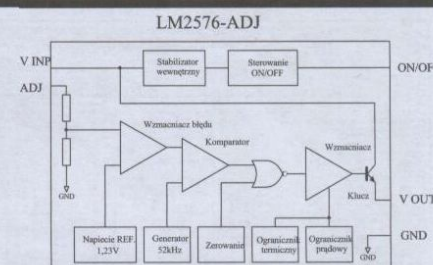 LM2576-ADJ
V INP
Stabilizator
wewnętrzny
Sterowanie
ON/OFF
ON/OF
ADJ
Wzmacniacz błędu
Komparator
Wzmacniacz
GND
Klucz
V OUT
Napięcie REF.
1,23V
Generator
52kHz
Zerowanie
Ogranicznik
termiczny
Ogranicznik
prądowy
GND
GND